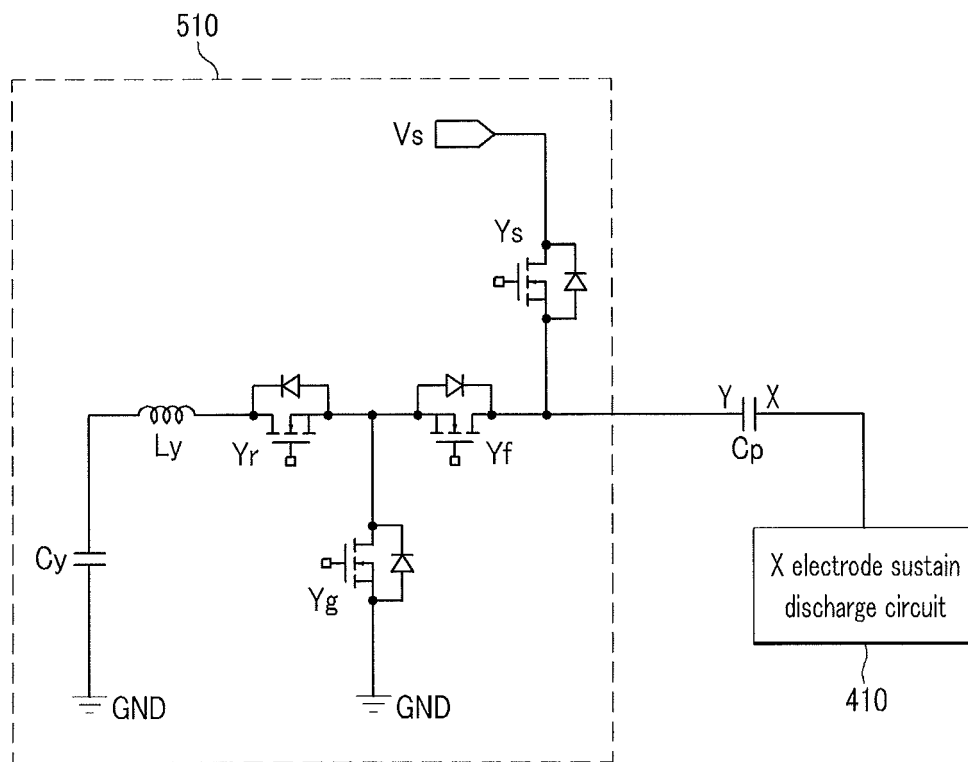 510
Vs
Ys
Y X
Ly
Yr
Yf
Cp
Cy
Yg
X electrode sustain
discharge circuit
GND
GND
410